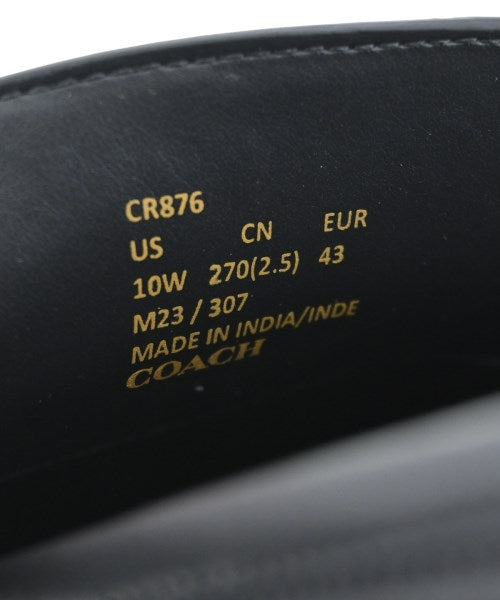 CR876
US CN EUR
10W 270(2.5) 43
M23 / 307
MADE IN INDIA/INDE
COACH